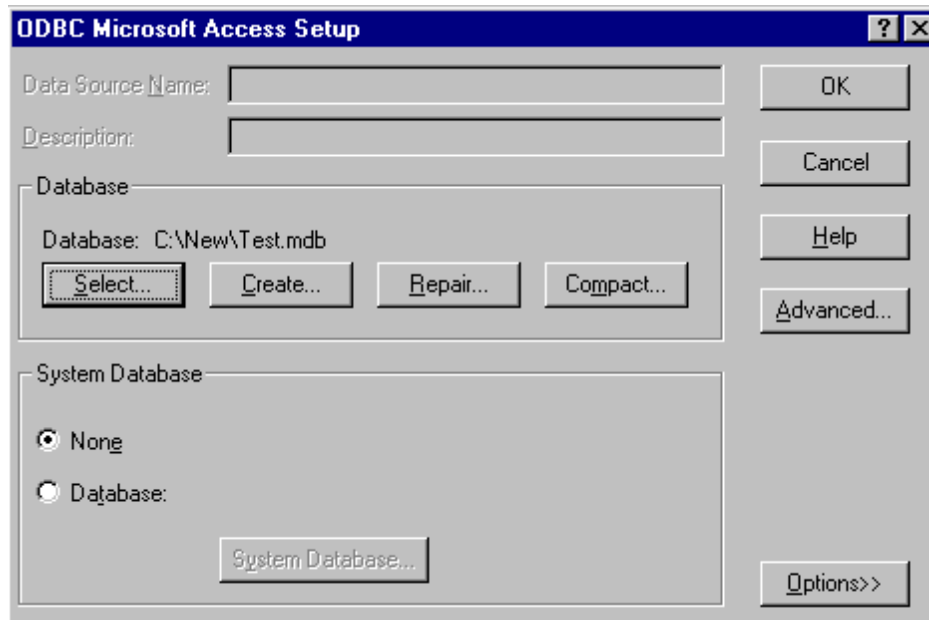 ODBC Microsoft Access Setup
Data Source Name:
OK
Description:
Cancel
Database
Database: C:\New\Test.mdb
Help
Select... Create... Repair... Compact...
Advanced...
System Database
None
Database:
System Database...
Options>>